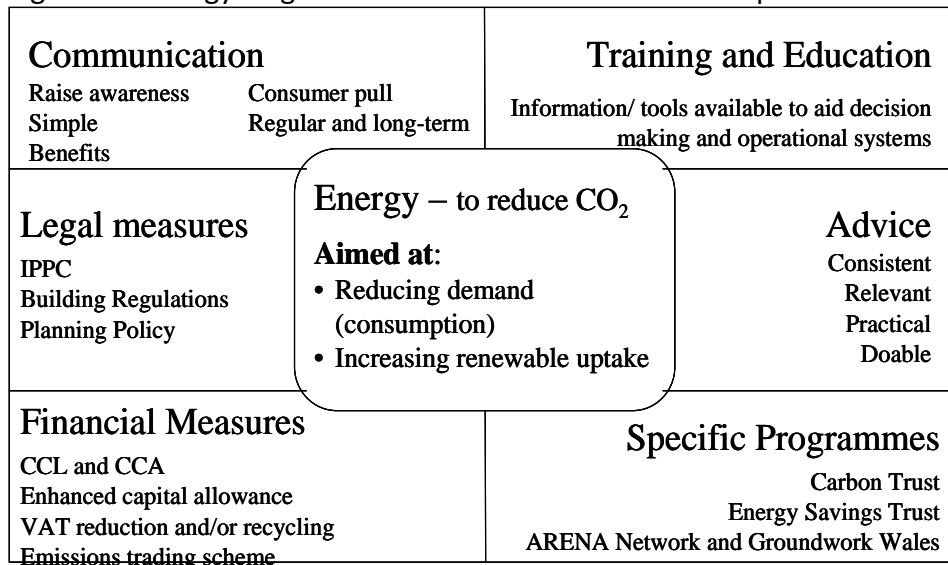 Communication
Raise awareness
Simple
Benefits
Consumer pull
Regular and long-term
Training and Education
Information/ tools available to aid decision
making and operational systems
Energy – to reduce CO2
Aimed at:
• Reducing demand
(consumption)
• Increasing renewable uptake
Legal measures
IPPC
Building Regulations
Planning Policy
Advice
Consistent
Relevant
Practical
Doable
Financial Measures
CCL and CCA
Enhanced capital allowance
VAT reduction and/or recycling
Emissions trading scheme
Specific Programmes
Carbon Trust
Energy Savings Trust
ARENA Network and Groundwork Wales